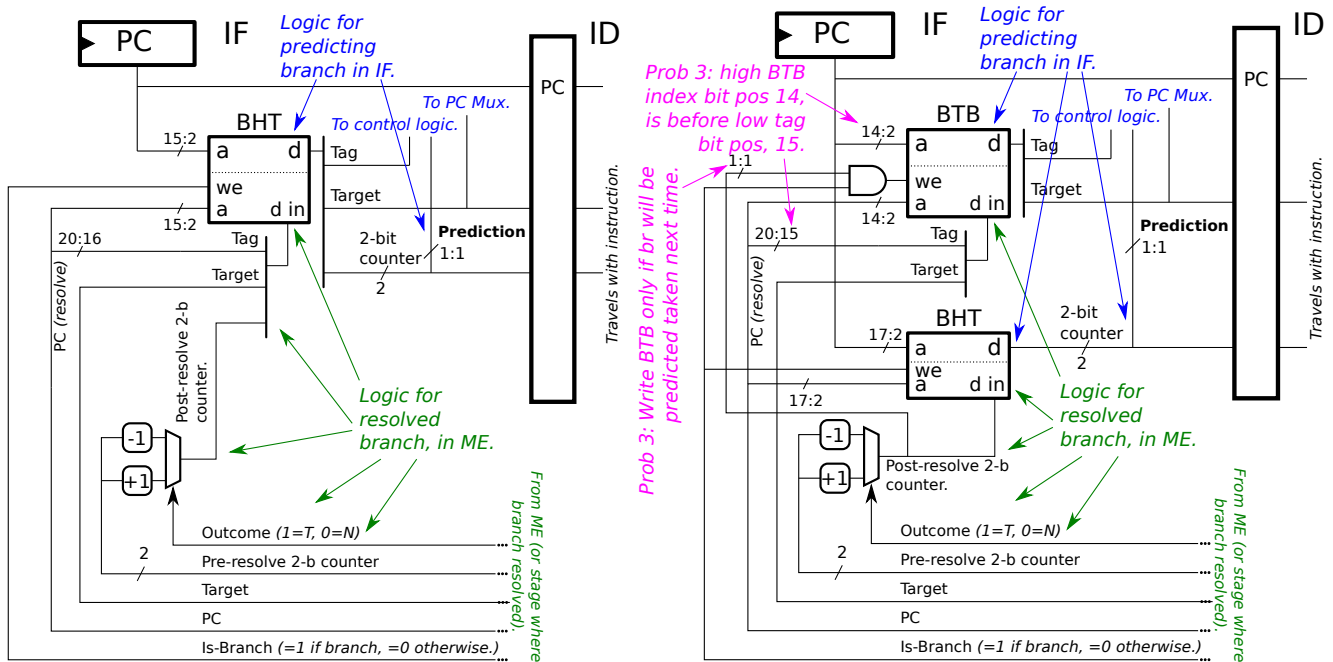 PC
IF
Logic for
predicting
branch in IF.
ID
PC
To PC Mux.
BHT
To control logic.
15:2
a
d
Tag
we
a
d in
Target
15:2
Tag
20:16
Target
2-bit
counter
2
Prediction
1:1
PC (resolve)
Travels with instruction.
Post-resolve 2-b
counter.
Logic for
resolved
branch, in ME.
-1
+1
Outcome (1=T, 0=N)
2
Pre-resolve 2-b counter
Target
PC
Is-Branch (=1 if branch, =0 otherwise.)
From ME (or stage where
branch resolved).
PC
IF
Logic for
predicting
branch in IF.
ID
PC
Prob 3: high BTB
index bit pos 14,
is before low tag
bit pos, 15.
To PC Mux.
BTB
To control logic.
14:2
a
d
Tag
1:1
we
a
d in
Target
14:2
Tag
20:15
Target
Prediction
1:1
PC (resolve)
Prob 3: Write BTB only if br will be
predicted taken next time.
Travels with instruction.
BHT
2-bit
counter
2
17:2
a
d
we
a
d in
17:2
Logic for
resolved
branch, in ME.
-1
+1
Post-resolve 2-b
counter.
Outcome (1=T, 0=N)
2
Pre-resolve 2-b counter
Target
PC
Is-Branch (=1 if branch, =0 otherwise.)
From ME (or stage where
branch resolved).